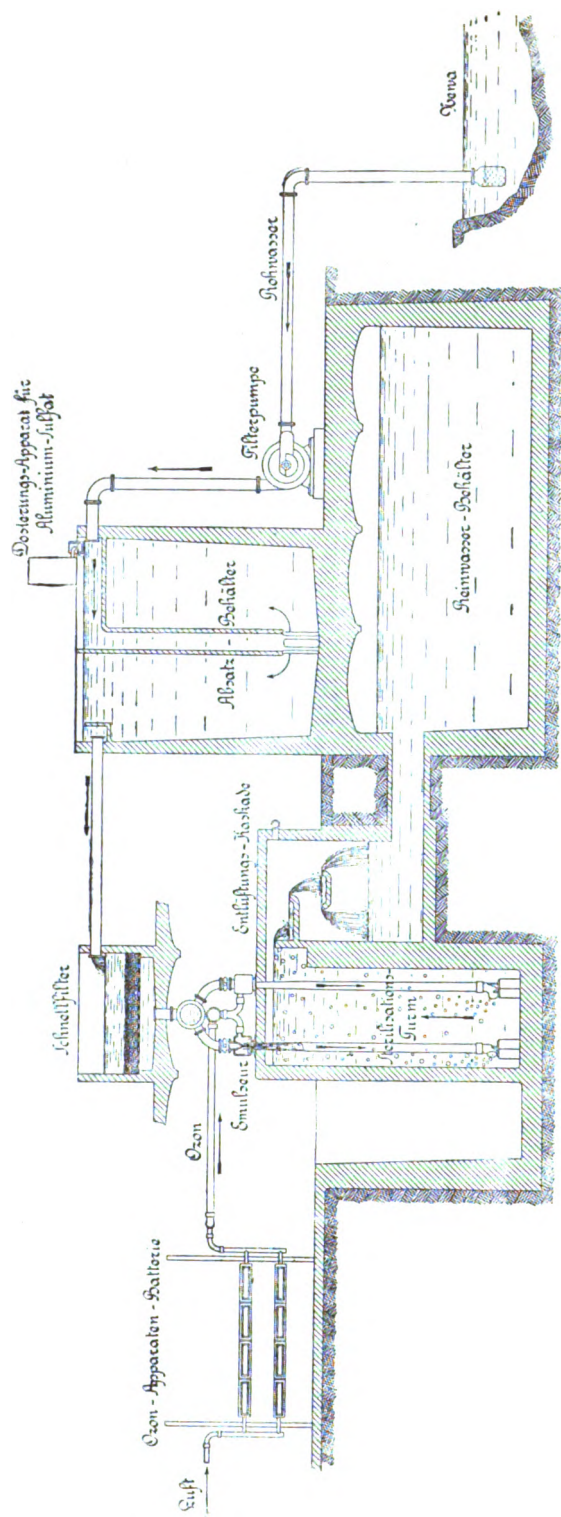 Luft
Ozon-Apparaten-Batterie
Ozon
Emulseur
Schnellfilter
Sterilisations-
Turm
Entlüftungs-Kaskade
Absatz-Behälter
Dosierungs-Apparat für
Aluminium-Sulfat
Filterpumpe
Rohwasser
Reinwasser-Behälter
Newa